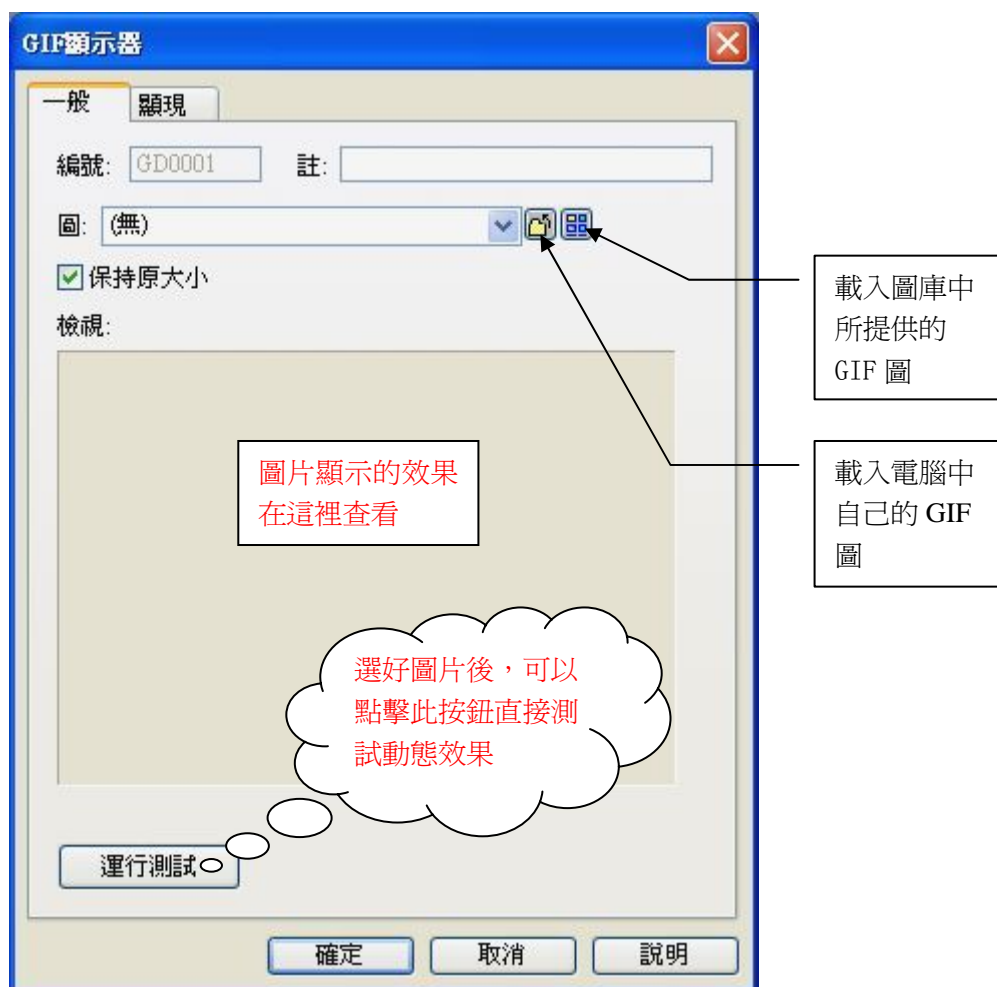 GIF顯示器
一般 顯現
編號: GD0001 註:
圖: (無)
保持原大小
檢視:
圖片顯示的效果
在這裡查看
選好圖片後，可以
點擊此按鈕直接測
試動態效果
運行測試
確定 取消 說明
載入圖庫中
所提供的
GIF 圖
載入電腦中
自己的 GIF
圖